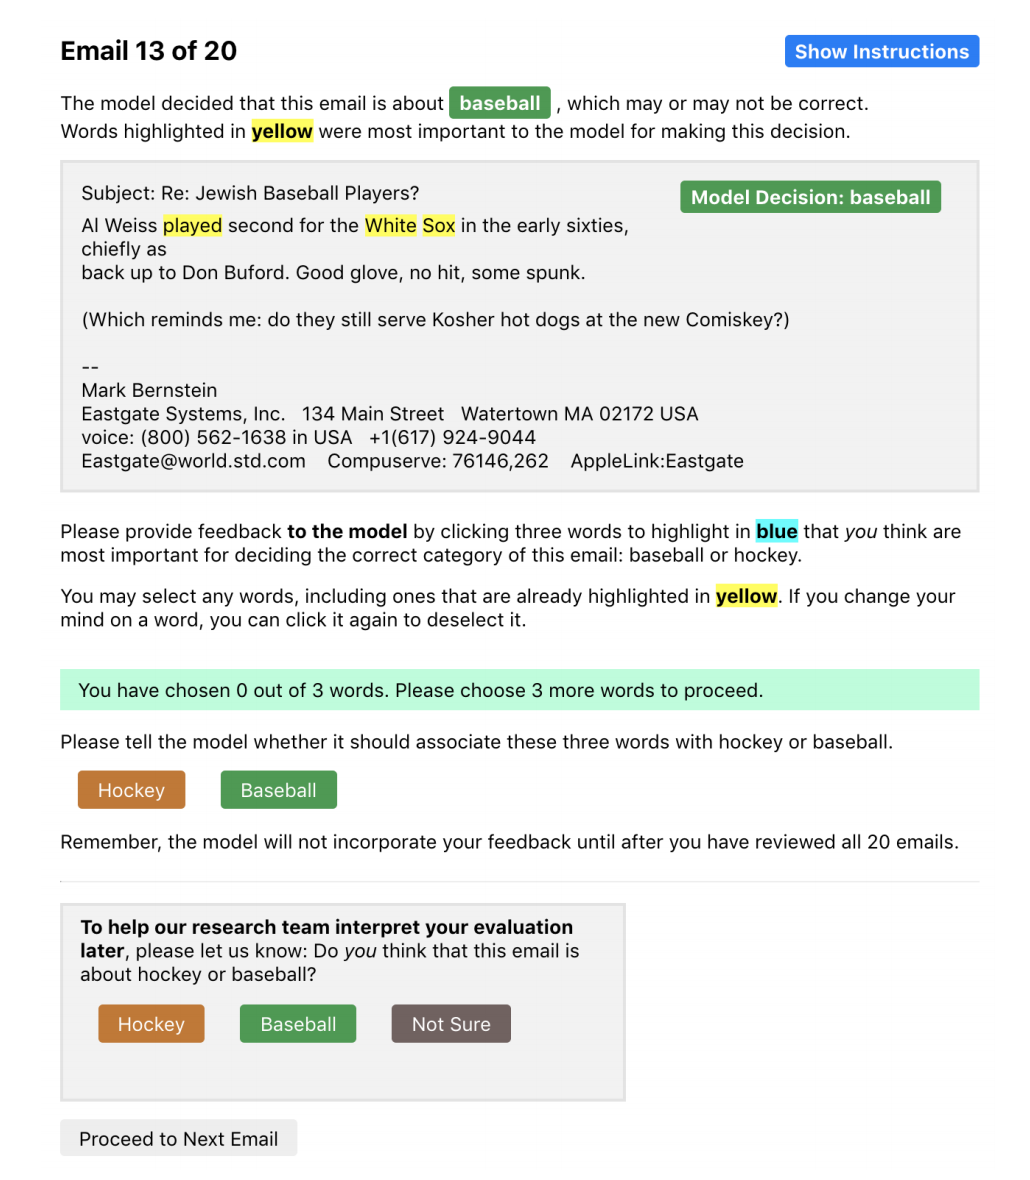 Email 13 of 20
Show Instructions
The model decided that this email is about baseball , which may or may not be correct.
Words highlighted in yellow were most important to the model for making this decision.
Subject: Re: Jewish Baseball Players?
Model Decision: baseball
Al Weiss played second for the White Sox in the early sixties,
chiefly as
back up to Don Buford. Good glove, no hit, some spunk.
(Which reminds me: do they still serve Kosher hot dogs at the new Comiskey?)
--
Mark Bernstein
Eastgate Systems, Inc. 134 Main Street Watertown MA 02172 USA
voice: (800) 562-1638 in USA +1(617) 924-9044
Eastgate@world.std.com Compuserve: 76146,262 AppleLink:Eastgate
Please provide feedback to the model by clicking three words to highlight in blue that you think are
most important for deciding the correct category of this email: baseball or hockey.
You may select any words, including ones that are already highlighted in yellow. If you change your
mind on a word, you can click it again to deselect it.
You have chosen 0 out of 3 words. Please choose 3 more words to proceed.
Please tell the model whether it should associate these three words with hockey or baseball.
Hockey Baseball
Remember, the model will not incorporate your feedback until after you have reviewed all 20 emails.
To help our research team interpret your evaluation
later, please let us know: Do you think that this email is
about hockey or baseball?
Hockey Baseball Not Sure
Proceed to Next Email